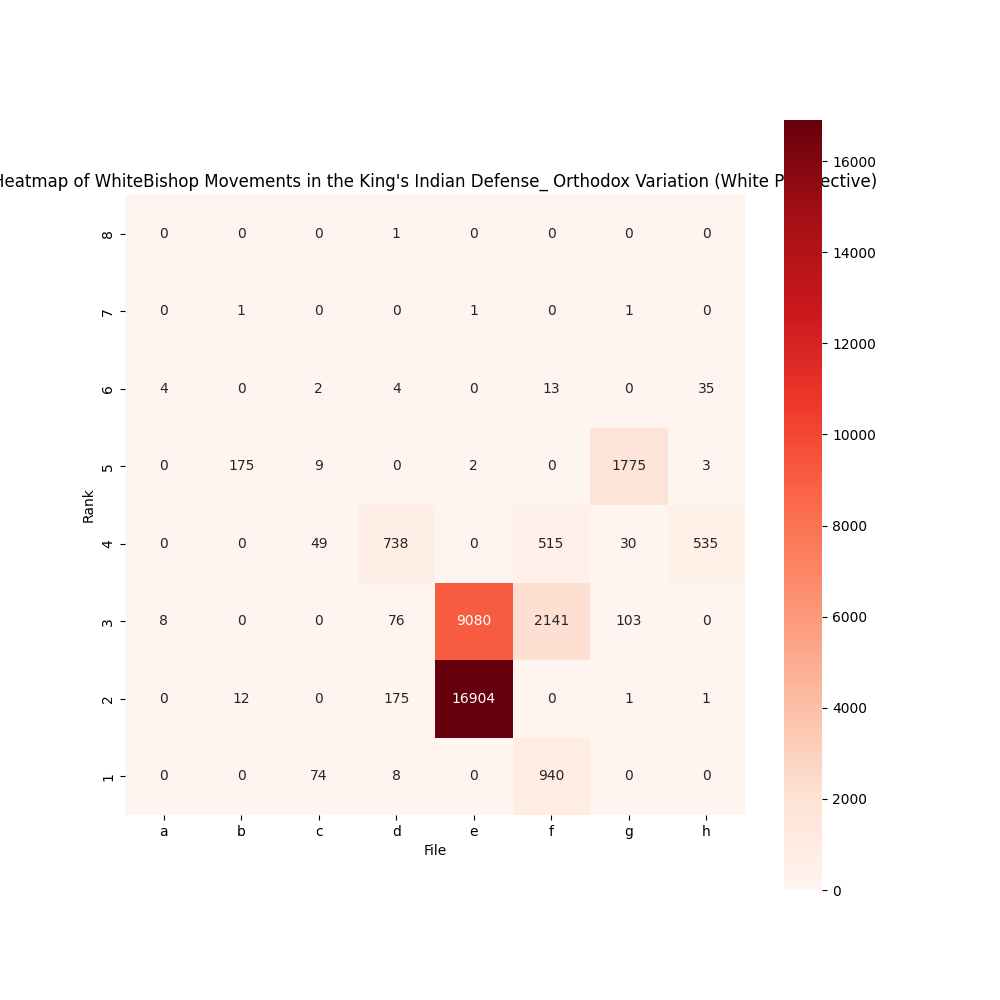 Heatmap of WhiteBishop Movements in the King's Indian Defense_ Orthodox Variation (White P ective)
8 0 0 0 1 0 0 0 0
7 0 1 0 0 1 0 1 0
6 4 0 2 4 0 13 0 35
5 0 175 9 0 2 0 1775 3
4 0 0 49 738 0 515 30 535
3 8 0 0 76 9080 2141 103 0
2 0 12 0 175 16904 0 1 1
1 0 0 74 8 0 940 0 0
a b c d e f g h
File
Rank
16000
14000
12000
10000
8000
6000
4000
2000
0